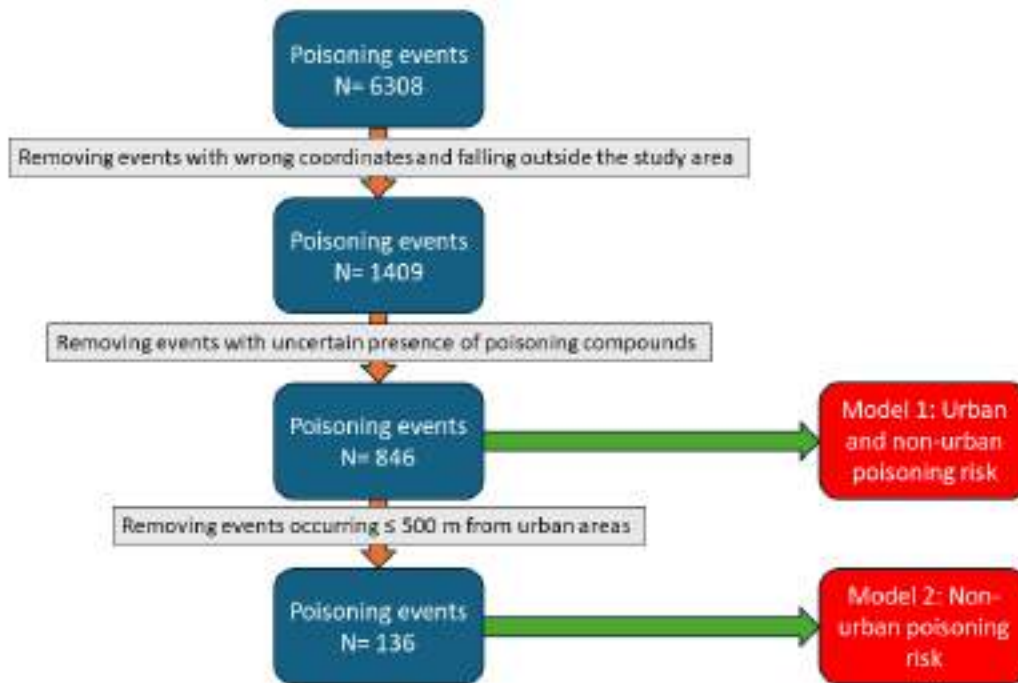 Poisoning events
N= 6308
Removing events with wrong coordinates and falling outside the study area
Poisoning events
N= 1409
Removing events with uncertain presence of poisoning compounds
Poisoning events
N= 846
Model 1: Urban
and non-urban
poisoning risk
Removing events occurring ≤ 500 m from urban areas
Poisoning events
N= 136
Model 2: Non-
urban poisoning
risk